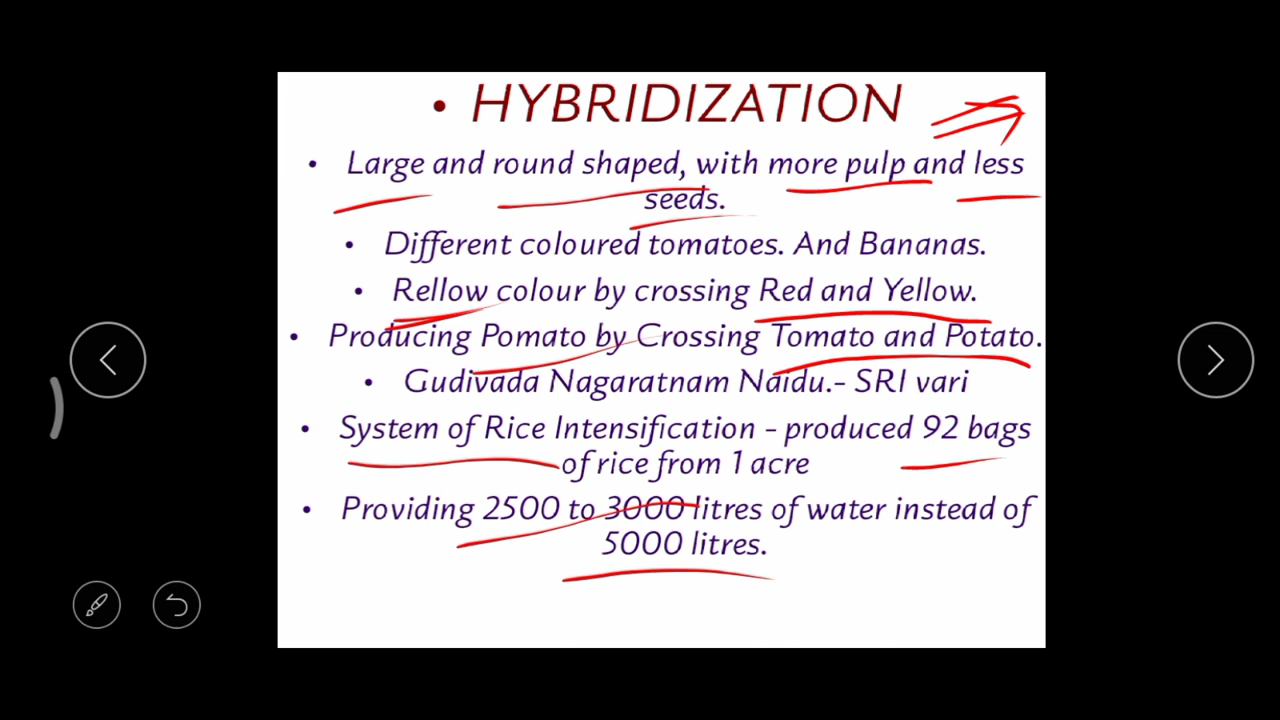 • HYBRIDIZATION
• Large and round shaped, with more pulp and less
seeds.
• Different coloured tomatoes. And Bananas.
• Rellow colour by crossing Red and Yellow.
• Producing Pomato by Crossing Tomato and Potato.
• Gudivada Nagaratnam Naidu.- SRI vari
• System of Rice Intensification - produced 92 bags
of rice from 1 acre
• Providing 2500 to 3000 litres of water instead of
5000 litres.